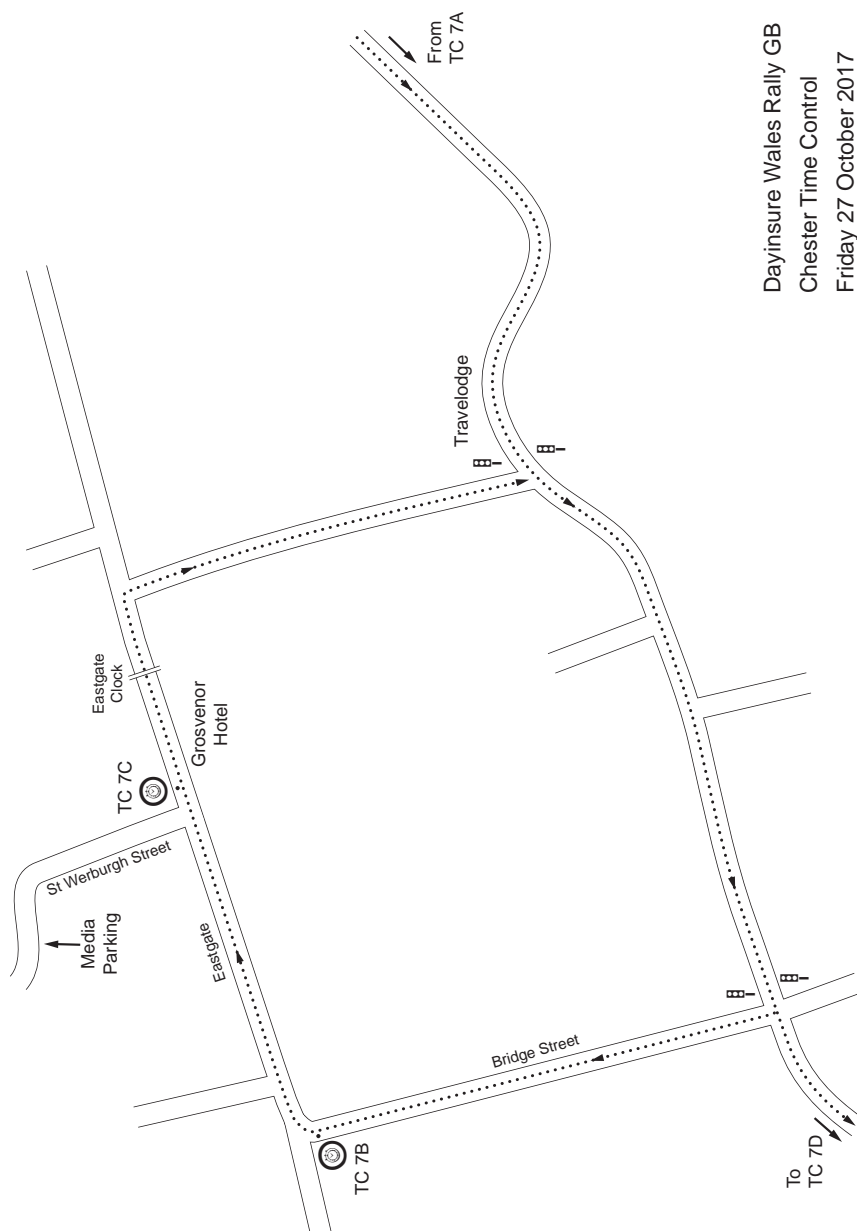 From
TC 7A
Travelodge
Eastgate
Clock
Grosvenor
Hotel
TC 7C
St Werburgh Street
Media
Parking
Eastgate
Bridge Street
TC 7B
To
TC 7D
Dayinsure Wales Rally GB
Chester Time Control
Friday 27 October 2017